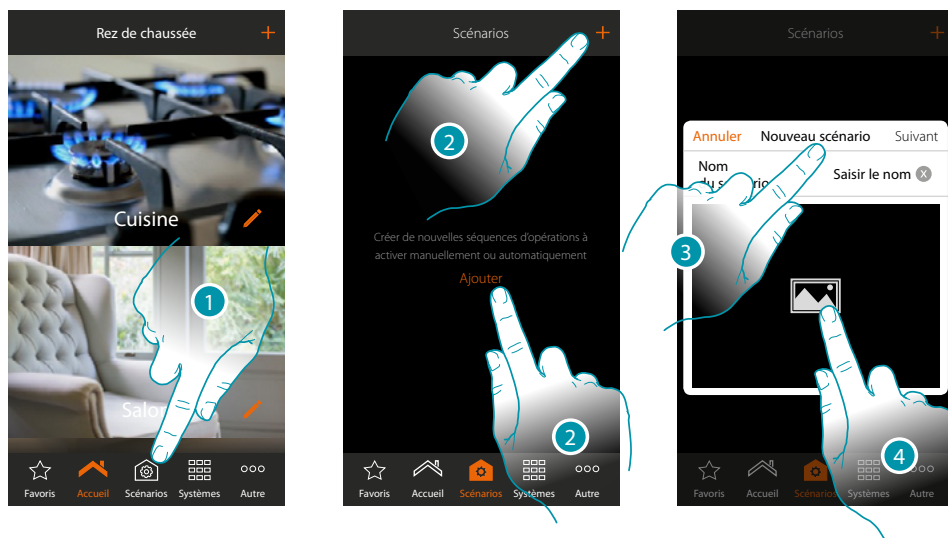 Rez de chaussée
Cuisine
1
Salon
Favoris
Accueil
Scénarios
Systèmes
Autre
Scénarios
2
Créer de nouvelles séquences d'opérations à
activer manuellement ou automatiquement
Ajouter
2
Favoris
Accueil
Scénarios
Systèmes
Autre
Scénarios
Annuler
Nouveau scénario
Suivant
Nom
Saisir le nom
X
3
4
Favoris
Accueil
Scénarios
Systèmes
Autre